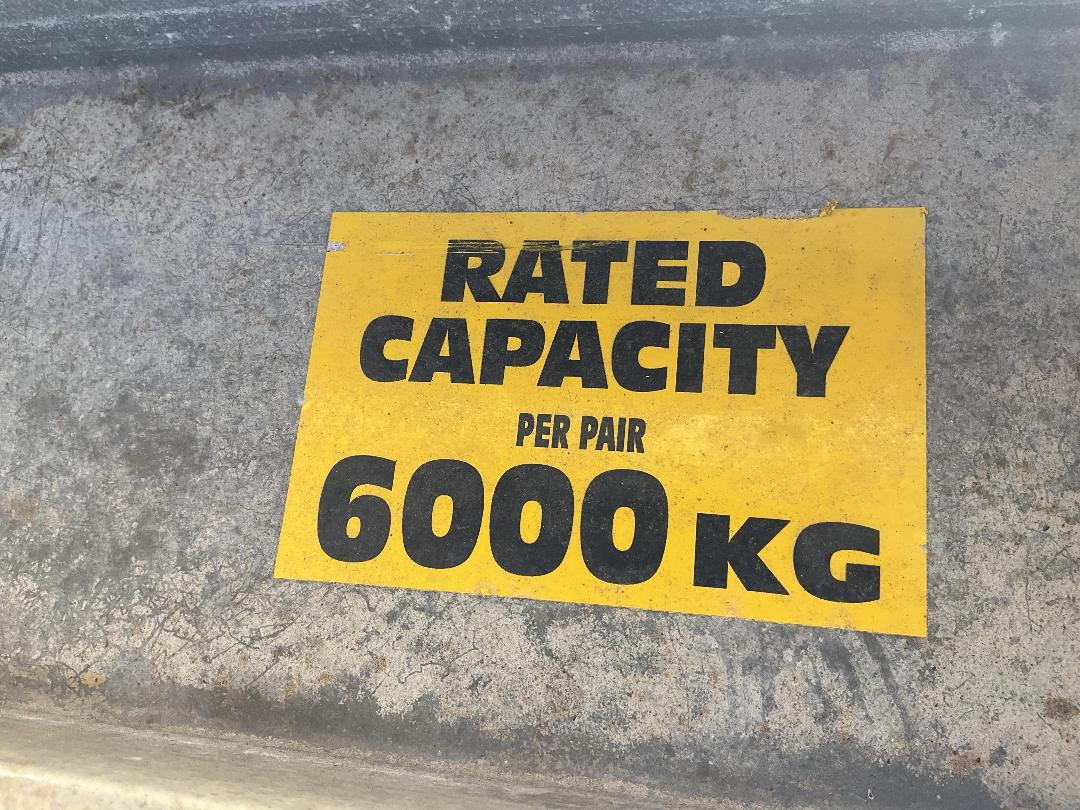 RATED
CAPACITY
PER PAIR
6000 KG